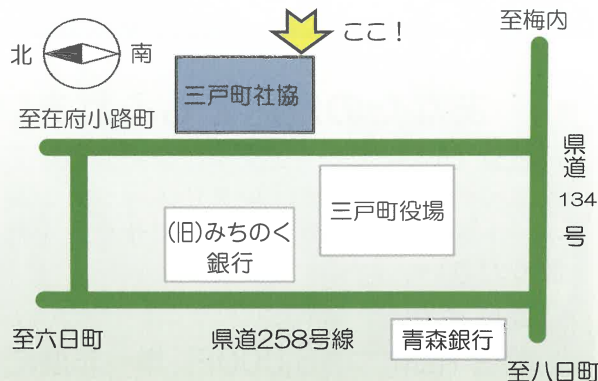 至梅内
ここ！
北
南
三戸町社協
至在府小路町
県道
134
号
三戸町役場
(旧)みちのく
銀行
至六日町
県道258号線
青森銀行
至八日町